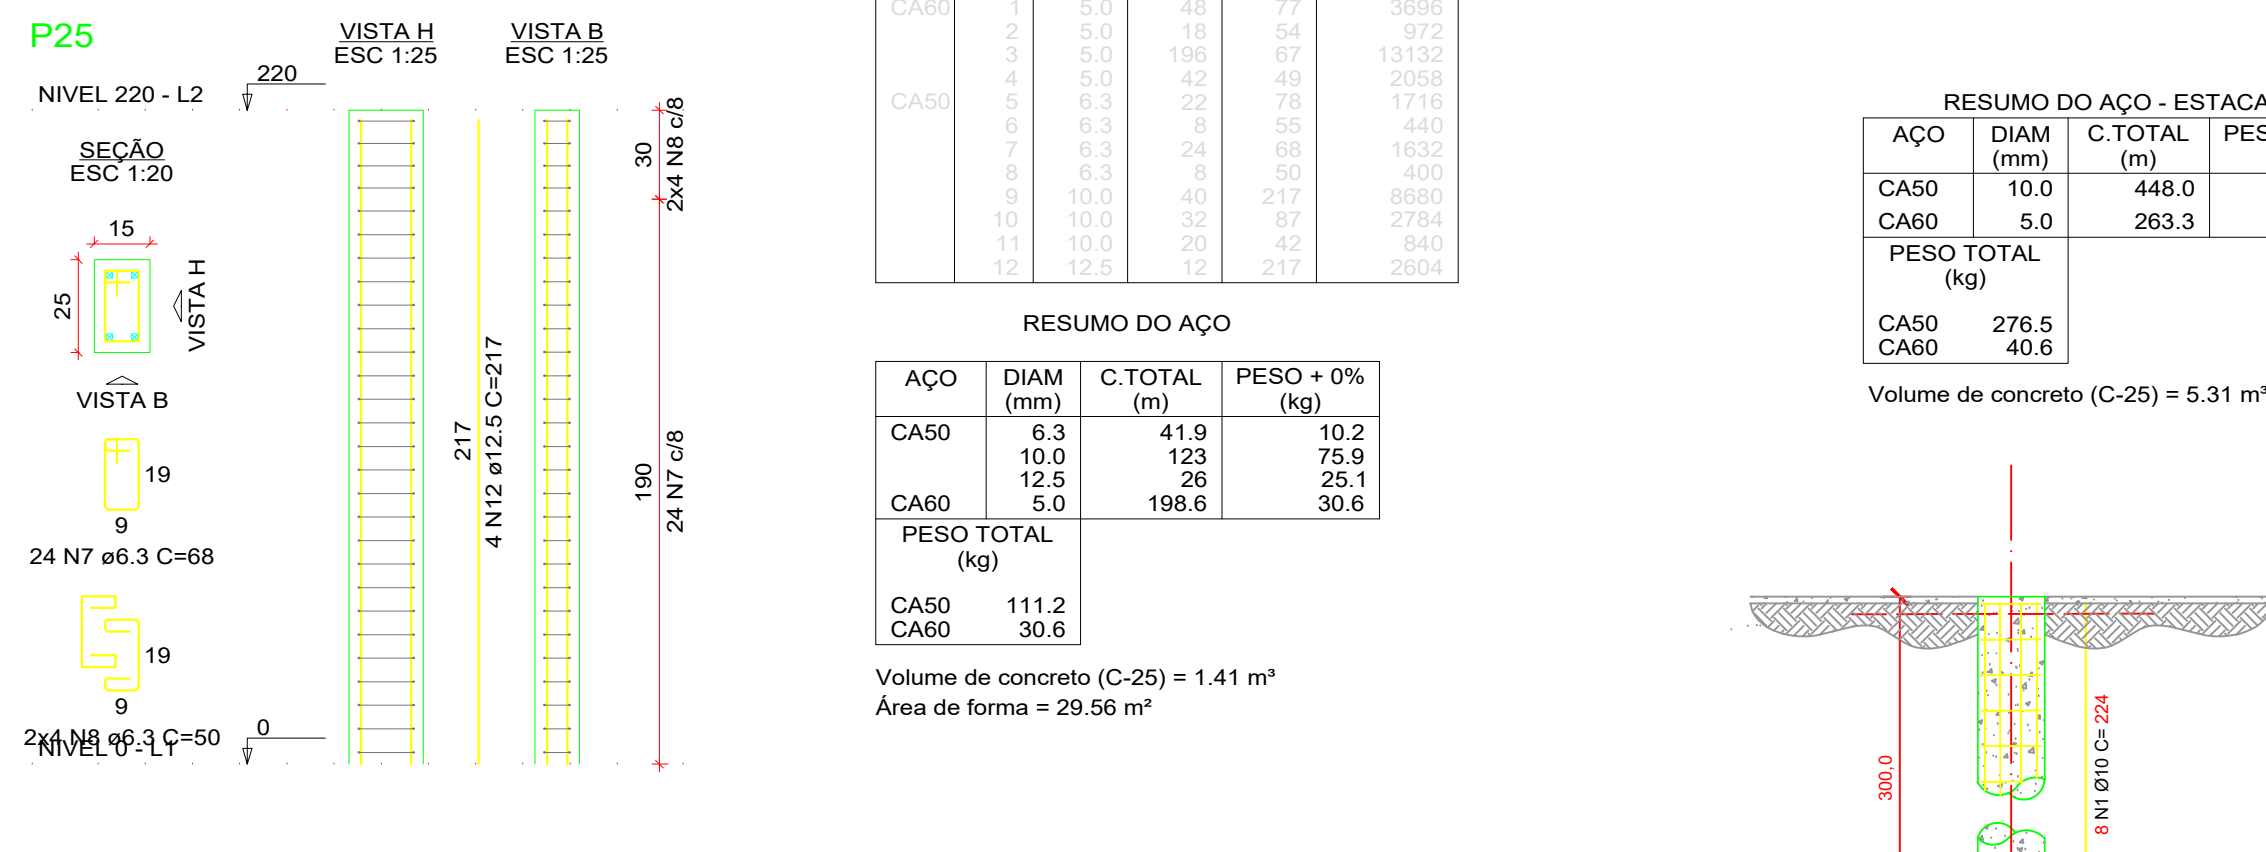 P25
VISTA H
ESC 1:25
VISTA B
ESC 1:25
220
NIVEL 220 - L2
SEÇÃO
ESC 1:20
15
25
VISTA H
VISTA B
19
9
24 N7 ø6.3 C=68
19
9
2x4 N8 ø6.3 C=50
NIVEL 0 - L1
0
217
4 N12 ø12.5 C=217
30
2x4 N8 c/8
190
24 N7 c/8
CA60 1 5.0 48 77 3696
2 5.0 18 54 972
3 5.0 196 67 13132
4 5.0 42 49 2058
CA50 5 6.3 22 78 1716
6 6.3 8 55 440
7 6.3 24 68 1632
8 6.3 8 50 400
9 10.0 40 217 8680
10 10.0 32 87 2784
11 10.0 20 42 840
12 12.5 12 217 2604
RESUMO DO AÇO
AÇO DIAM C.TOTAL PESO + 0%
(mm) (m) (kg)
CA50 6.3 41.9 10.2
10.0 123 75.9
12.5 26 25.1
CA60 5.0 198.6 30.6
PESO TOTAL
(kg)
CA50 111.2
CA60 30.6
Volume de concreto (C-25) = 1.41 m³
Área de forma = 29.56 m²
RESUMO DO AÇO - ESTACA
AÇO DIAM C.TOTAL PES
(mm) (m)
CA50 10.0 448.0
CA60 5.0 263.3
PESO TOTAL
(kg)
CA50 276.5
CA60 40.6
Volume de concreto (C-25) = 5.31 m³
300,0
8 N1 Ø10 C= 224